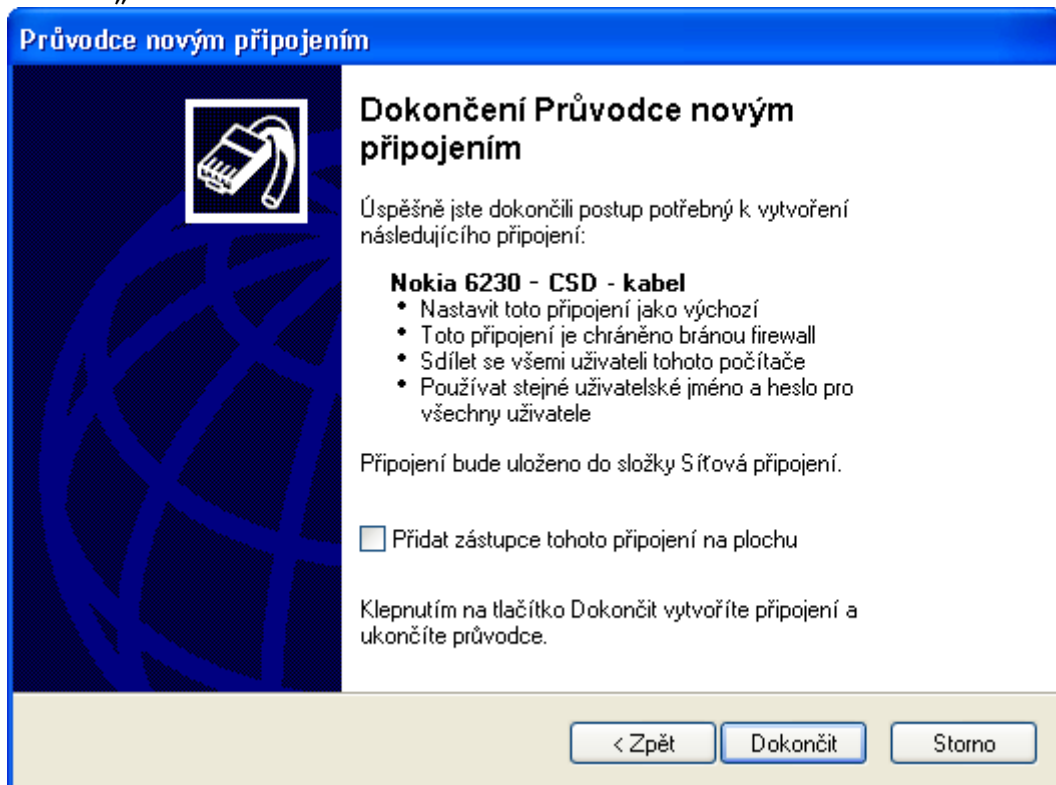 „
Průvodce novým připojením
Dokončení Průvodce novým
připojením
Úspěšně jste dokončili postup potřebný k vytvoření
následujícího připojení:
Nokia 6230 - CSD - kabel
• Nastavit toto připojení jako výchozí
• Toto připojení je chráněno bránou firewall
• Sdílet se všemi uživateli tohoto počítače
• Používat stejné uživatelské jméno a heslo pro
všechny uživatele
Připojení bude uloženo do složky Síťová připojení.
Přidat zástupce tohoto připojení na plochu
Klepnutím na tlačítko Dokončit vytvoříte připojení a
ukončíte průvodce.
< Zpět
Dokončit
Storno